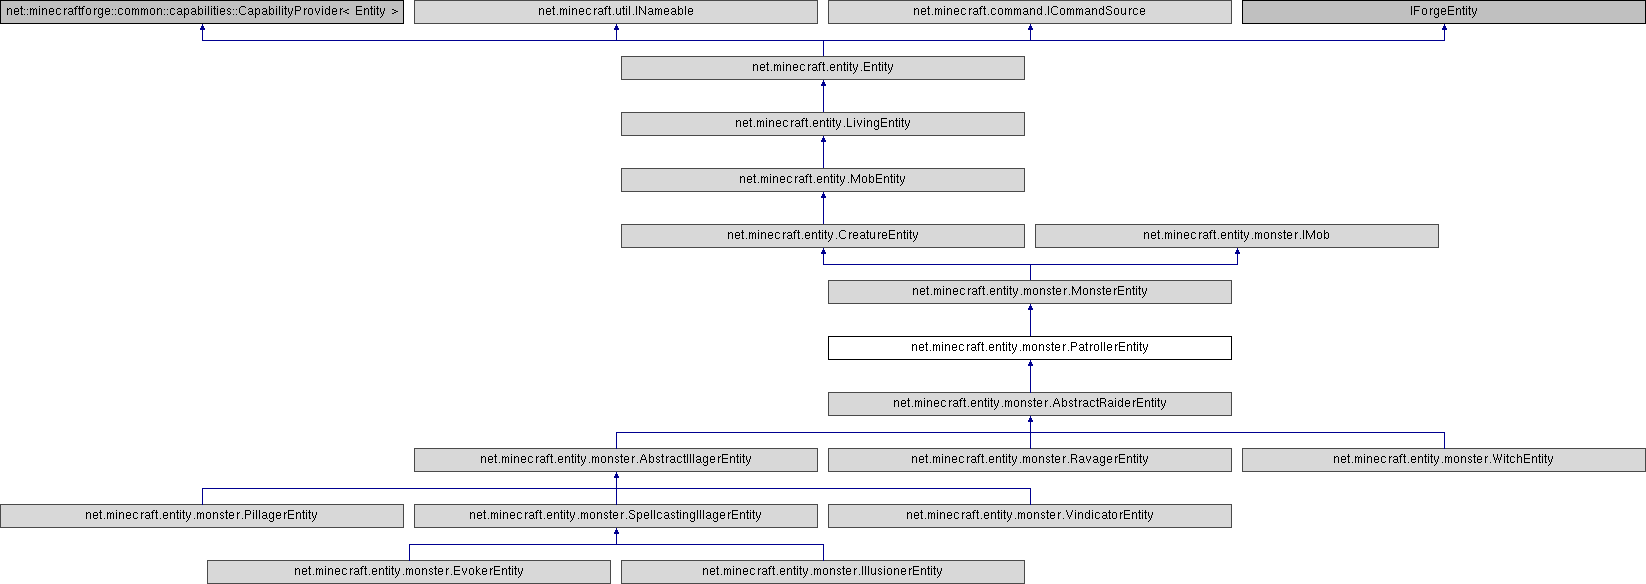 net::minecraftforge::common::capabilities::CapabilityProvider< Entity >
net.minecraft.util.INameable
net.minecraft.command.ICommandSource
IForgeEntity
net.minecraft.entity.Entity
net.minecraft.entity.LivingEntity
net.minecraft.entity.MobEntity
net.minecraft.entity.CreatureEntity
net.minecraft.entity.monster.IMob
net.minecraft.entity.monster.MonsterEntity
net.minecraft.entity.monster.PatrollerEntity
net.minecraft.entity.monster.AbstractRaiderEntity
net.minecraft.entity.monster.AbstractIllagerEntity
net.minecraft.entity.monster.RavagerEntity
net.minecraft.entity.monster.WitchEntity
net.minecraft.entity.monster.PillagerEntity
net.minecraft.entity.monster.SpellcastingIllagerEntity
net.minecraft.entity.monster.VindicatorEntity
net.minecraft.entity.monster.EvokerEntity
net.minecraft.entity.monster.IllusionerEntity